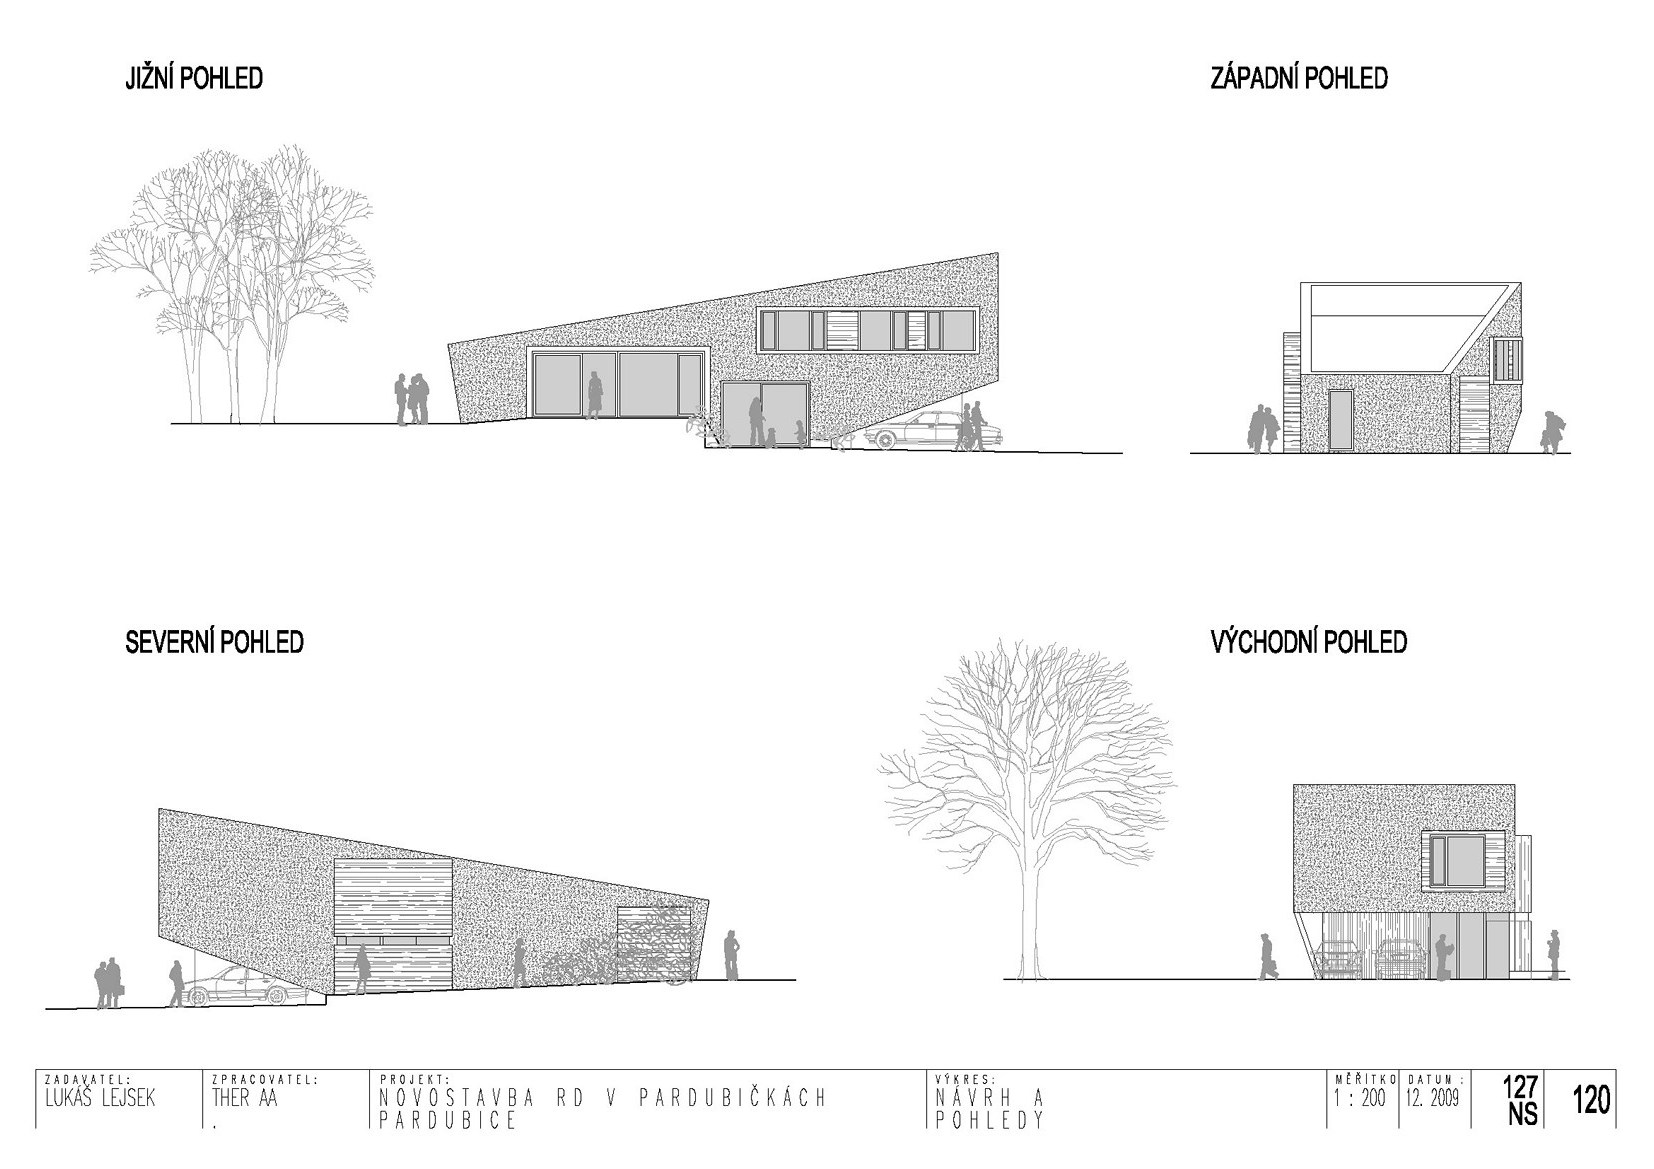 JIŽNÍ POHLED
ZÁPADNÍ POHLED
SEVERNÍ POHLED
VÝCHODNÍ POHLED
ZADAVATEL:
LUKÁŠ LEJSEK
ZPRACOVATEL:
THER AA
.
PROJEKT:
NOVOSTAVBA RD V PARDUBIČKÁCH
PARDUBICE
VÝKRES:
NÁVRH A
POHLEDY
MĚŘÍTKO
1 : 200
DATUM :
12. 2009
127
NS
120